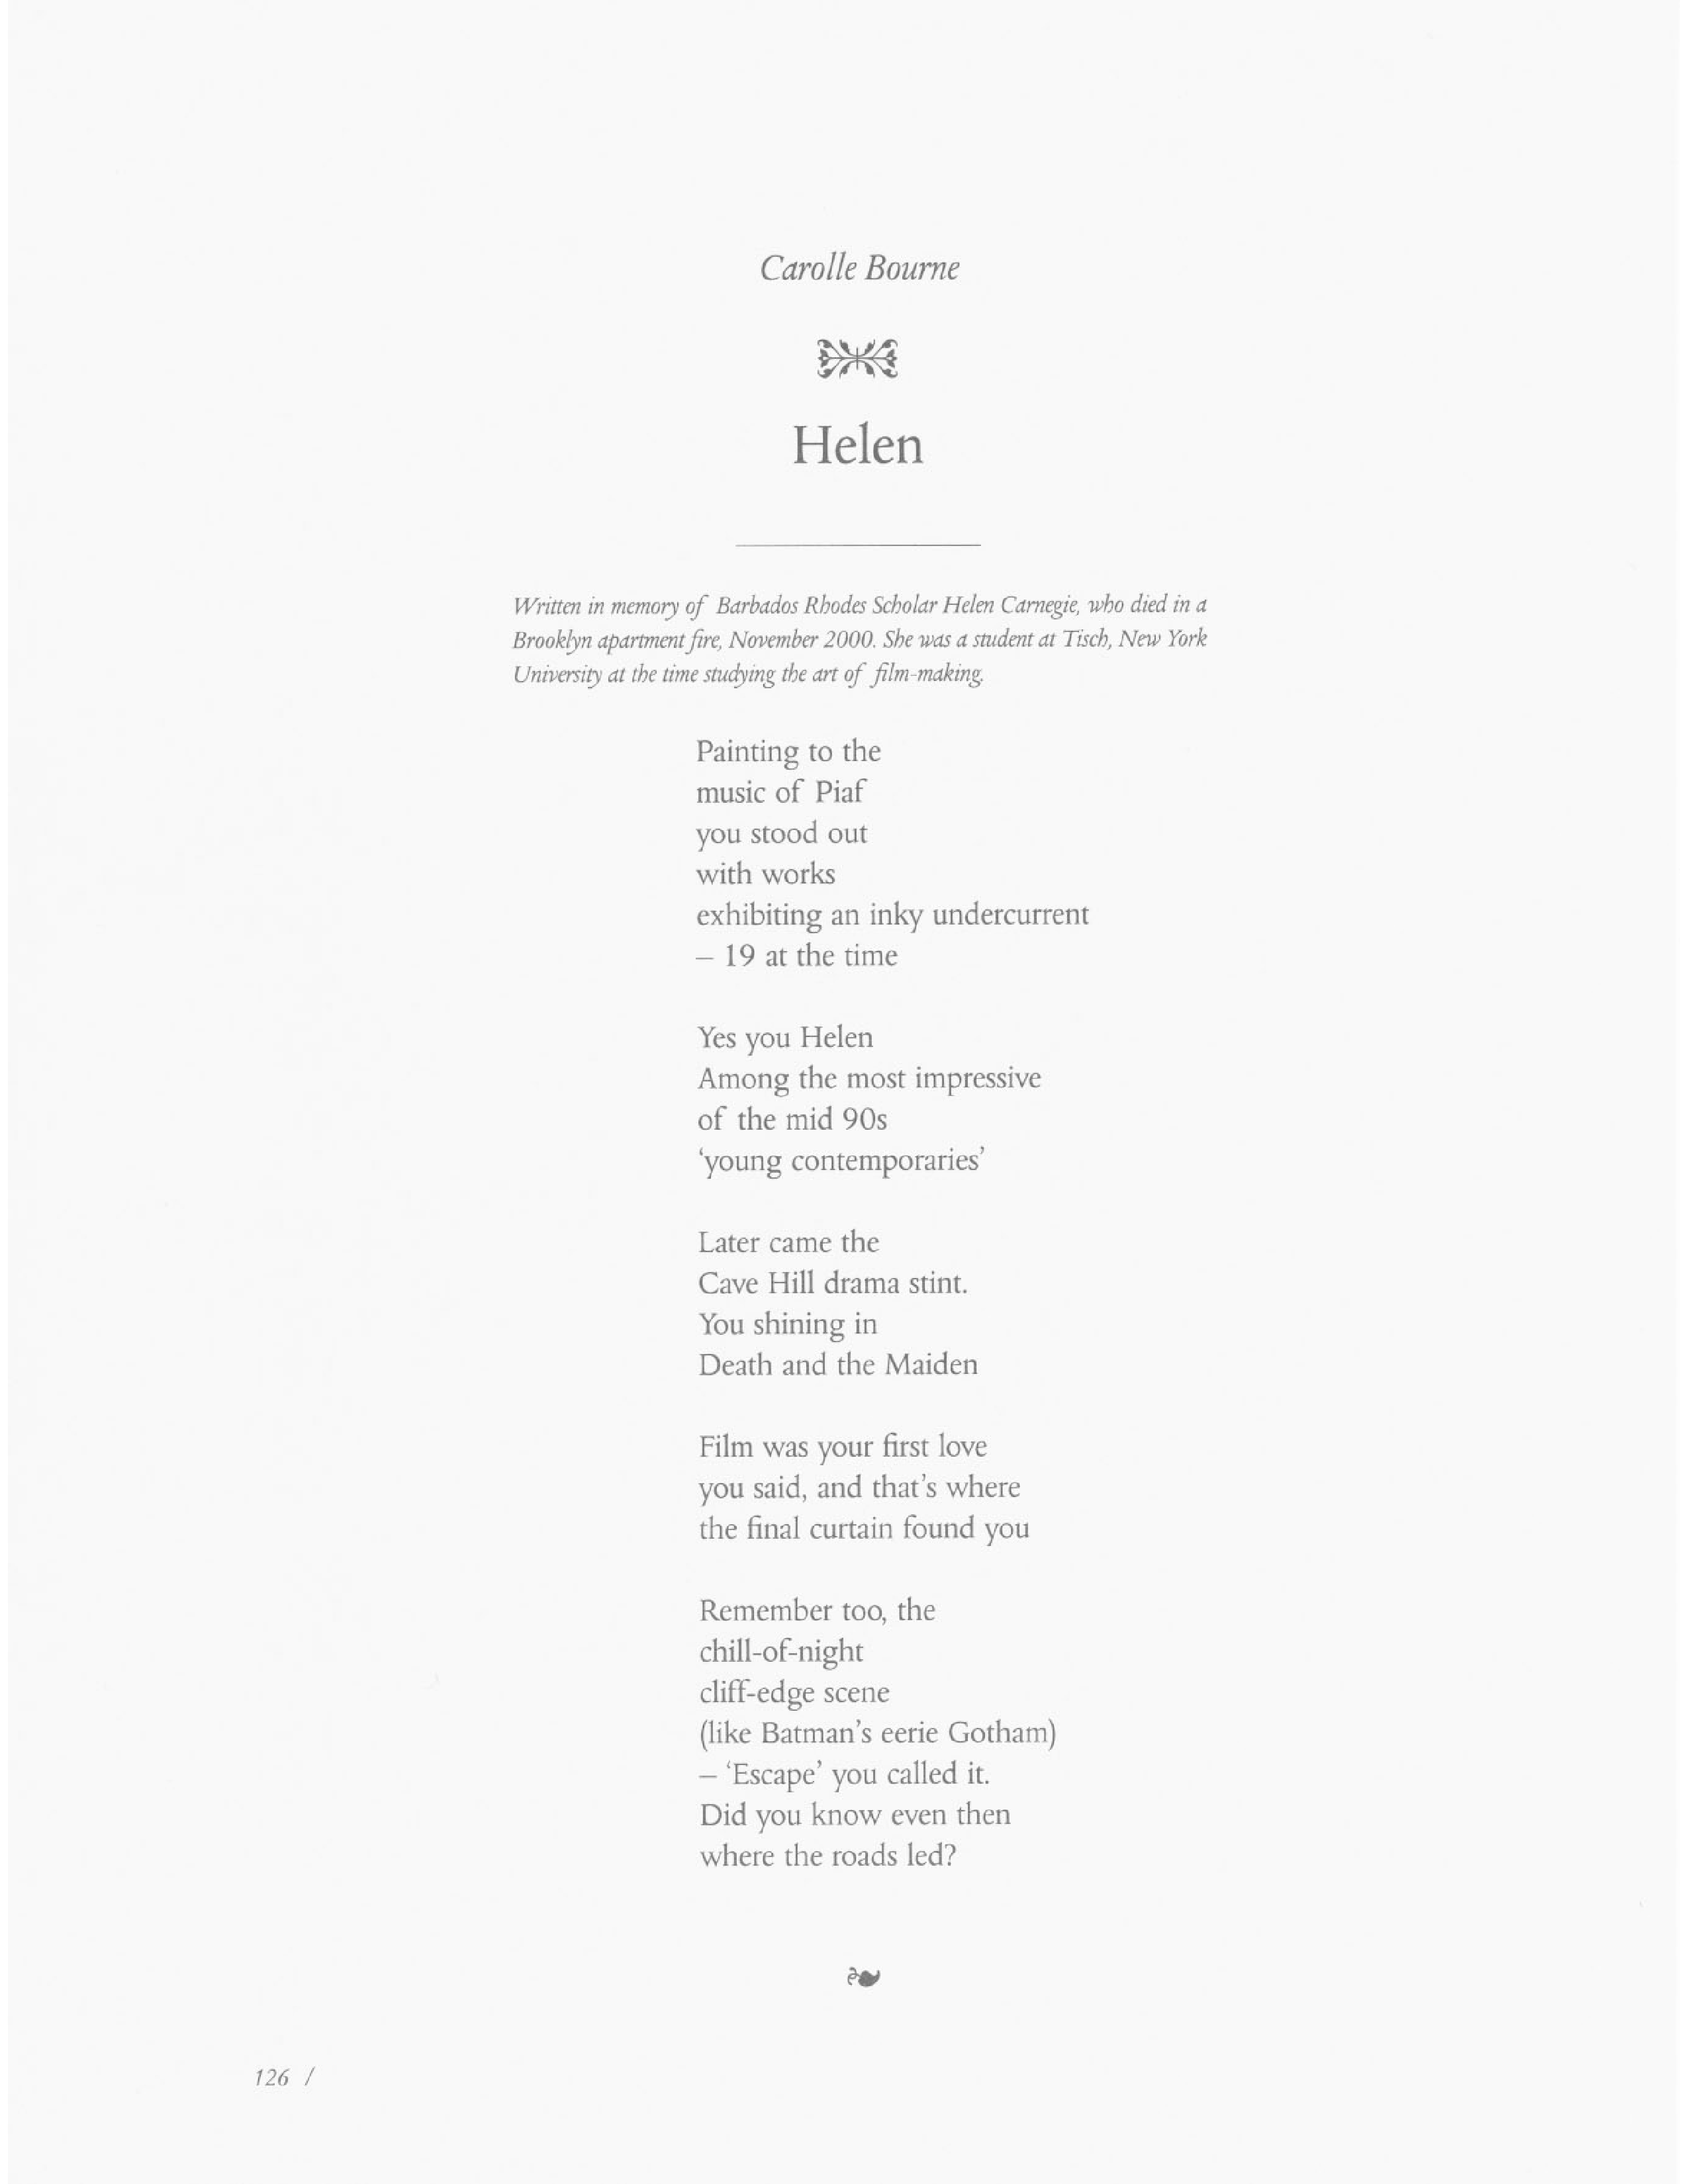 Carolle Bourne
Helen
Written in memory of Barbados Rhodes Scholar Helen Carnegie, who died in a
Brooklyn apartment fire, November 2000. She was a student at Tisch, New York
University at the time studying the art of film-making.
Painting to the
music of Piaf
you stood out
with works
exhibiting an inky undercurrent
– 19 at the time
Yes you Helen
Among the most impressive
of the mid 90s
‘young contemporaries’
Later came the
Cave Hill drama stint.
You shining in
Death and the Maiden
Film was your first love
you said, and that’s where
the final curtain found you
Remember too, the
chill-of-night
cliff-edge scene
(like Batman’s eerie Gotham)
– ‘Escape’ you called it.
Did you know even then
where the roads led?
126 /